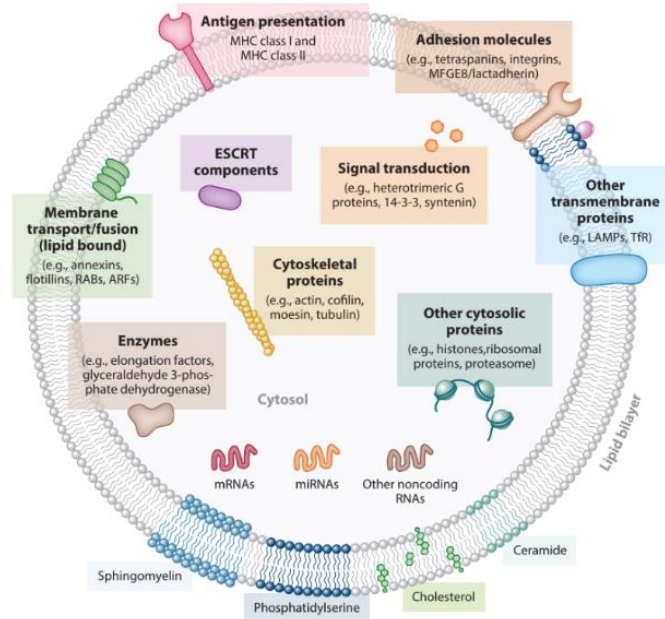 Antigen presentation
MHC class I and
MHC class II
Adhesion molecules
(e.g., tetraspanins, integrins,
MFGE8/lactadherin)
ESCRT
components
Signal transduction
(e.g., heterotrimeric G
proteins, 14-3-3, syntenin)
Membrane
transport/fusion
(lipid bound)
(e.g., annexins,
flotillins, RABs, ARFs)
Other
transmembrane
proteins
(e.g., LAMPs, TfR)
Cytoskeletal
proteins
(e.g., actin, cofilin,
moesin, tubulin)
Enzymes
(e.g., elongation factors,
glyceraldehyde 3-phos-
phate dehydrogenase)
Other cytosolic
proteins
(e.g., histones,ribosomal
proteins, proteasome)
Cytosol
Lipid bilayer
mRNAs
miRNAs
Other noncoding
RNAs
Sphingomyelin
Phosphatidylserine
Cholesterol
Ceramide